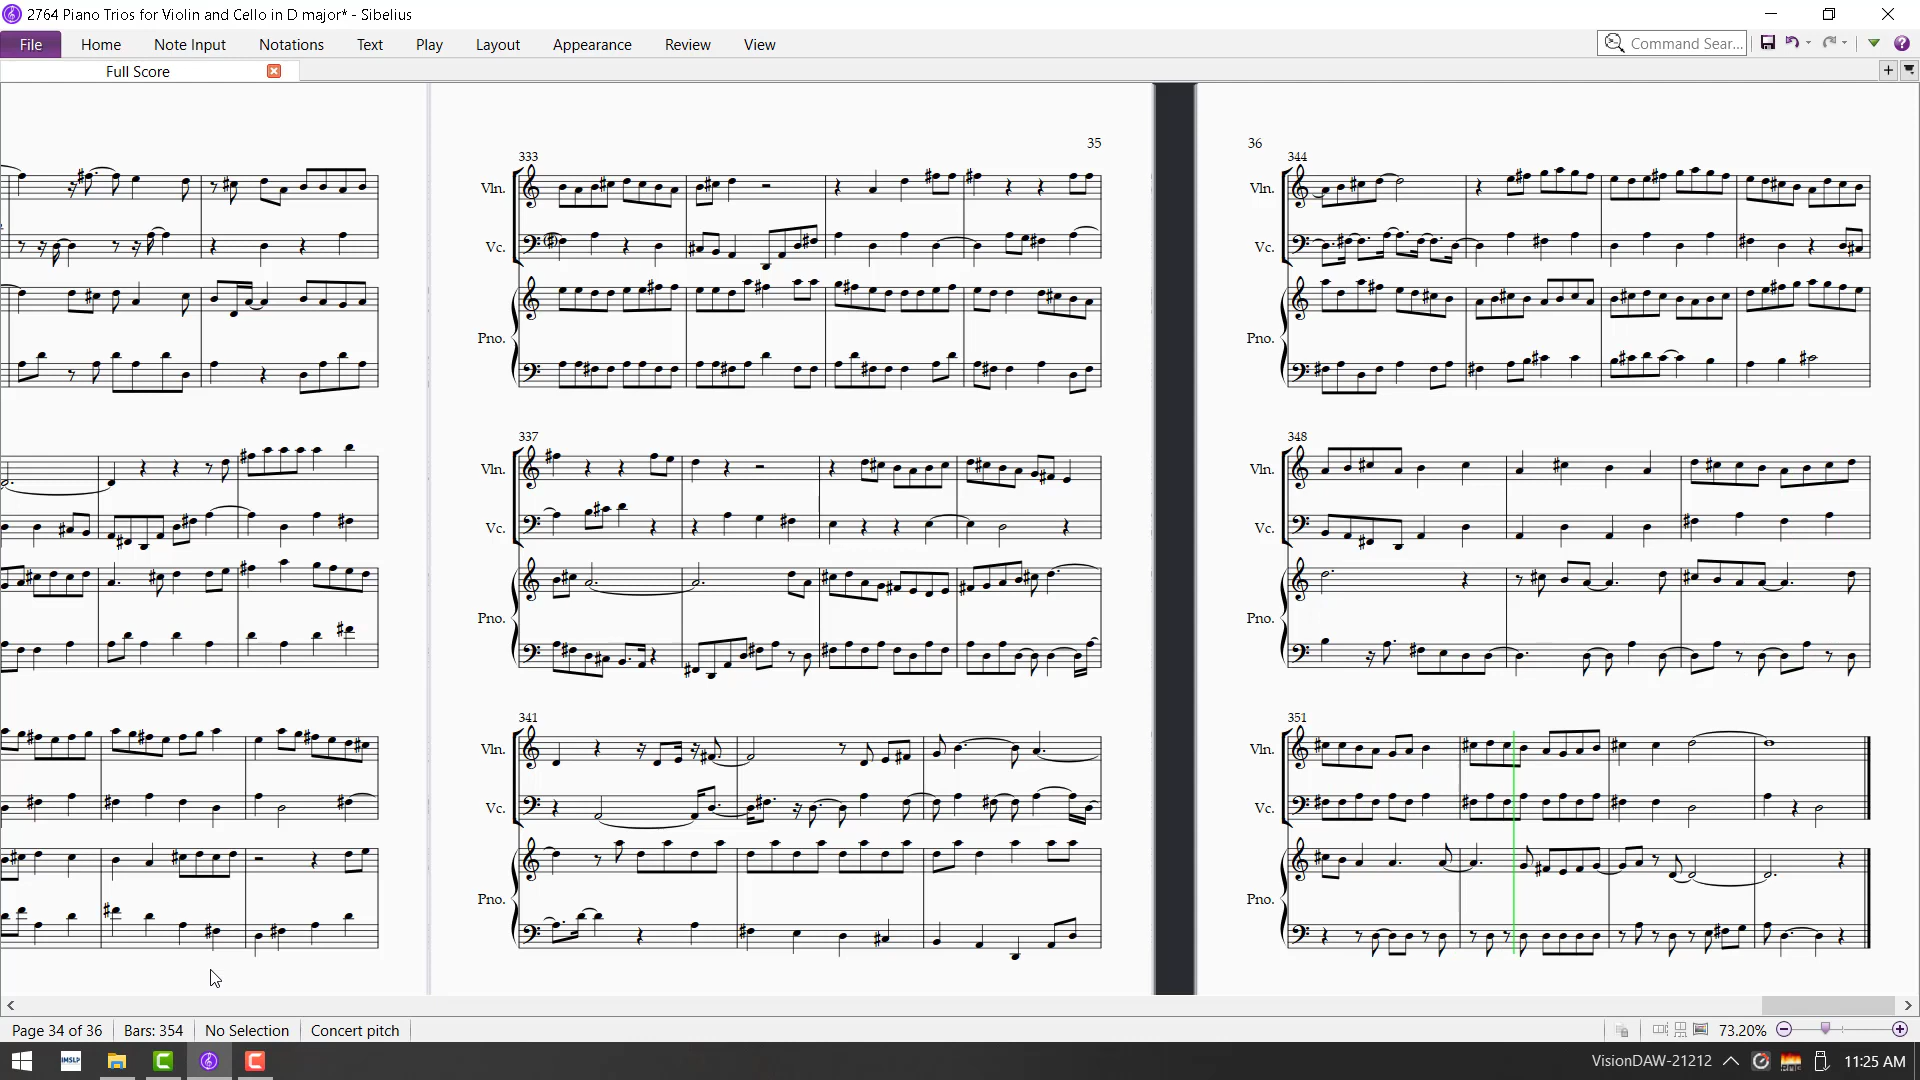 2764 Piano Trios for Violin and Cello in D major* - Sibelius
File Home Note Input Notations Text Play Layout Appearance Review View
Command Sear...
Full Score
35
36
333
344
Vln.
Vc.
Pno.
Vln.
Vc.
Pno.
337
348
Vln.
Vc.
Pno.
Vln.
Vc.
Pno.
341
351
Vln.
Vc.
Pno.
Vln.
Vc.
Pno.
Page 34 of 36 Bars: 354 No Selection Concert pitch 73.20%
IMSLP VisionDAW-21212 11:25 AM